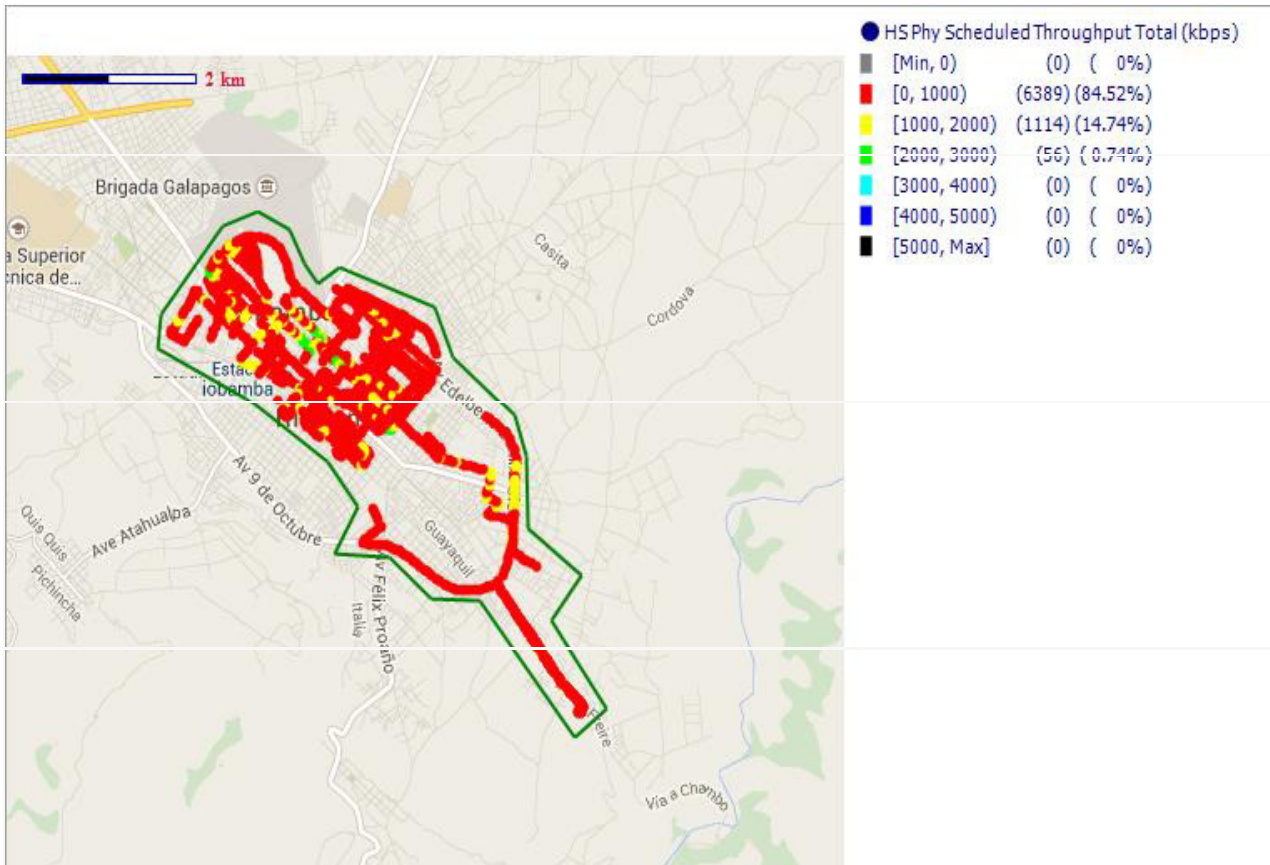 HS Phy Scheduled Throughput Total (kbps)
[Min, 0) (0) ( 0%)
[0, 1000) (6389) (84.52%)
[1000, 2000) (1114) (14.74%)
[2000, 3000) (56) ( 0.74%)
[3000, 4000) (0) ( 0%)
[4000, 5000) (0) ( 0%)
[5000, Max] (0) ( 0%)
2 km
Brigada Galapagos
a Superior
cnica de...
Casita
Cordova
Estac
iobamba
Edelbe
Av 9 de Octubre
Guayaquil
Quis Quis
Ave Atahualpa
Pichincha
Av Félix Proaño
Italia
Freire
Vía a Chambo